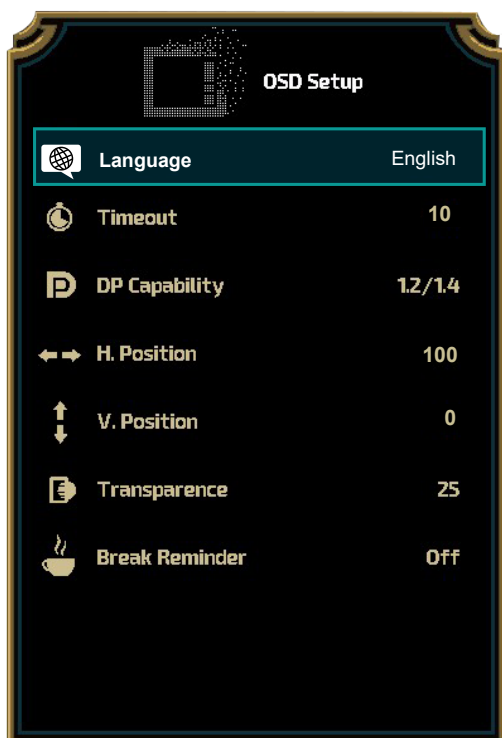 OSD Setup
Language English
Timeout 10
DP Capability 1.2/1.4
H. Position 100
V. Position 0
Transparence 25
Break Reminder Off